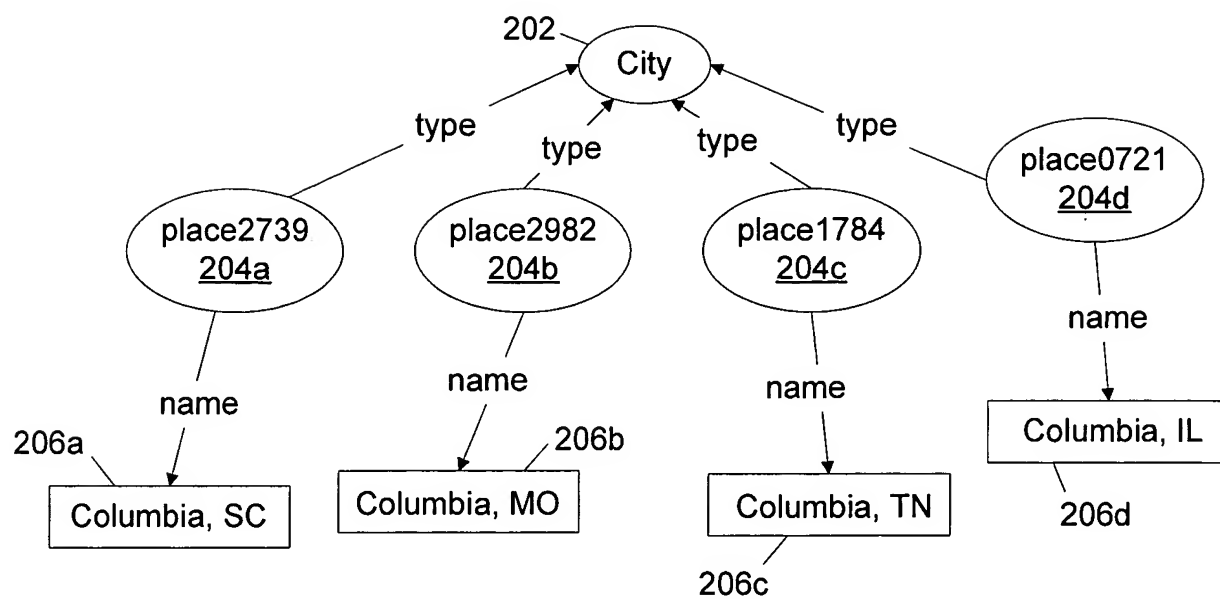 202
City
type
type
type
type
place2739
204a
place2982
204b
place1784
204c
place0721
204d
name
name
name
name
206a
Columbia, SC
206b
Columbia, MO
Columbia, TN
206c
Columbia, IL
206d